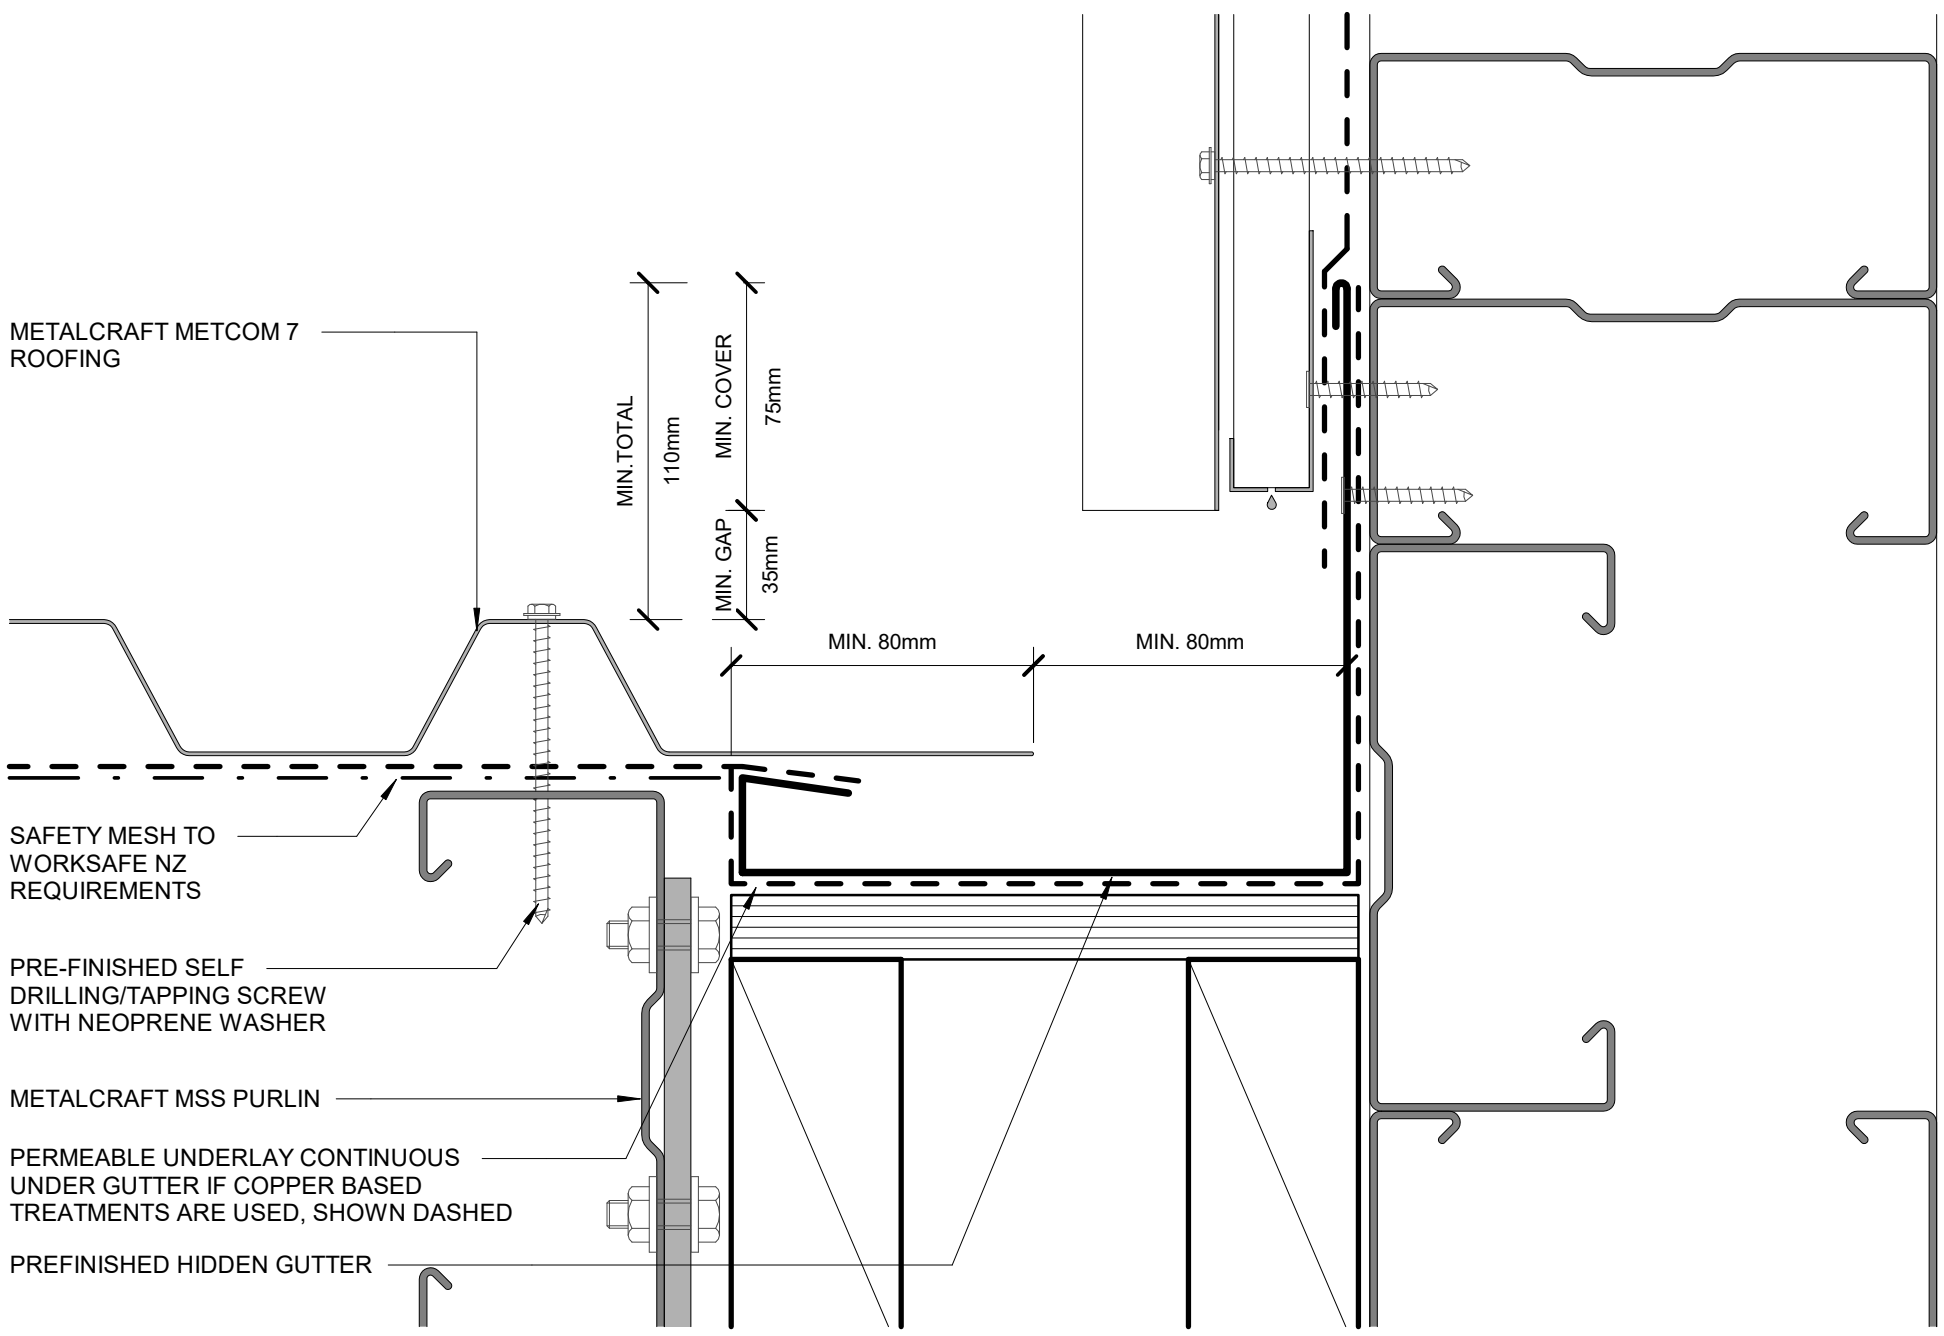 METALCRAFT METCOM 7
ROOFING
MIN.TOTAL
110mm
MIN. COVER
75mm
MIN. GAP
35mm
MIN. 80mm
MIN. 80mm
SAFETY MESH TO
WORKSAFE NZ
REQUIREMENTS
PRE-FINISHED SELF
DRILLING/TAPPING SCREW
WITH NEOPRENE WASHER
METALCRAFT MSS PURLIN
PERMEABLE UNDERLAY CONTINUOUS
UNDER GUTTER IF COPPER BASED
TREATMENTS ARE USED, SHOWN DASHED
PREFINISHED HIDDEN GUTTER